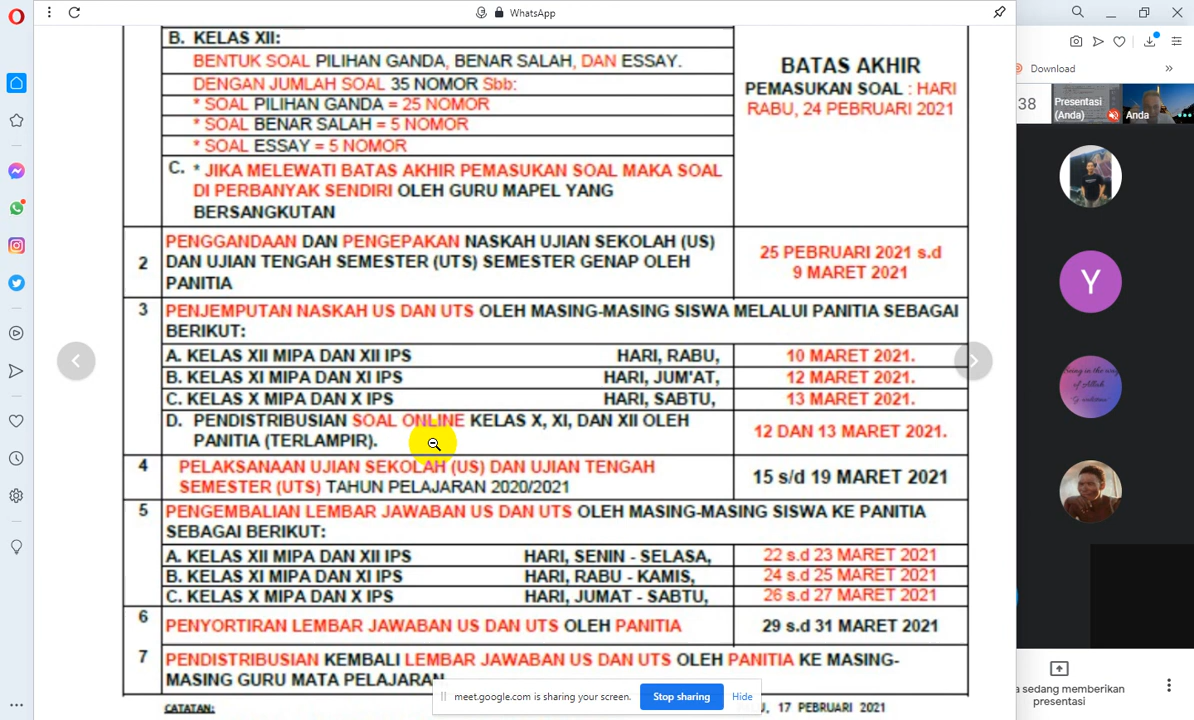 WhatsApp
B. KELAS XII:
BENTUK SOAL PILIHAN GANDA, BENAR SALAH, DAN ESSAY.
DENGAN JUMLAH SOAL 35 NOMOR Sbb:
* SOAL PILIHAN GANDA = 25 NOMOR
* SOAL BENAR SALAH = 5 NOMOR
* SOAL ESSAY = 5 NOMOR
C. * JIKA MELEWATI BATAS AKHIR PEMASUKAN SOAL MAKA SOAL
DI PERBANYAK SENDIRI OLEH GURU MAPEL YANG
BERSANGKUTAN
BATAS AKHIR
PEMASUKAN SOAL : HARI
RABU, 24 PEBRUARI 2021
2
PENGGANDAAN DAN PENGEPAKAN NASKAH UJIAN SEKOLAH (US)
DAN UJIAN TENGAH SEMESTER (UTS) SEMESTER GENAP OLEH
PANITIA
25 PEBRUARI 2021 s.d
9 MARET 2021
3 PENJEMPUTAN NASKAH US DAN UTS OLEH MASING-MASING SISWA MELALUI PANITIA SEBAGAI
BERIKUT:
A. KELAS XII MIPA DAN XII IPS HARI, RABU, 10 MARET 2021.
B. KELAS XI MIPA DAN XI IPS HARI, JUM'AT, 12 MARET 2021.
C. KELAS X MIPA DAN X IPS HARI, SABTU, 13 MARET 2021.
D. PENDISTRIBUSIAN SOAL ONLINE KELAS X, XI, DAN XII OLEH
PANITIA (TERLAMPIR).
12 DAN 13 MARET 2021.
4 PELAKSANAAN UJIAN SEKOLAH (US) DAN UJIAN TENGAH
SEMESTER (UTS) TAHUN PELAJARAN 2020/2021
15 s/d 19 MARET 2021
5 PENGEMBALIAN LEMBAR JAWABAN US DAN UTS OLEH MASING-MASING SISWA KE PANITIA
SEBAGAI BERIKUT:
A. KELAS XII MIPA DAN XII IPS HARI, SENIN - SELASA, 22 s.d 23 MARET 2021
B. KELAS XI MIPA DAN XI IPS HARI, RABU - KAMIS, 24 s.d 25 MARET 2021
C. KELAS X MIPA DAN X IPS HARI, JUMAT - SABTU, 26 s.d 27 MARET 2021
6 PENYORTIRAN LEMBAR JAWABAN US DAN UTS OLEH PANITIA 29 s.d 31 MARET 2021
7 PENDISTRIBUSIAN KEMBALI LEMBAR JAWABAN US DAN UTS OLEH PANITIA KE MASING-
MASING GURU MATA PELAJARAN
CATATAN: 17 PEBRUARI 2021
meet.google.com is sharing your screen. Stop sharing Hide
Download
»
38
Presentasi
(Anda)
Anda
Y
of Allah
sedang memberikan
presentasi